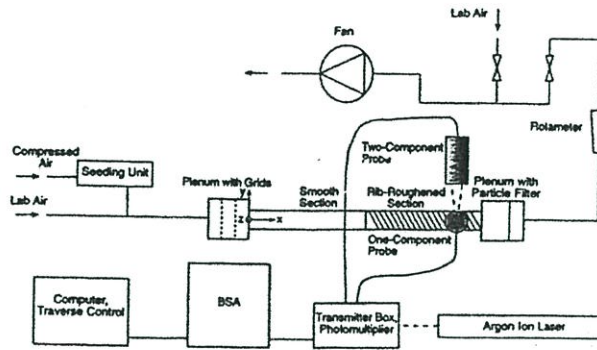 Lab Air
Fan
Rotameter
Compressed
Air
Seeding Unit
Lab Air
Plenum with Grids
y
z
x
Smooth
Section
Two-Component
Probe
Rib-Roughened
Section
Plenum with
Particle Filter
One-Component
Probe
Computer,
Traverse Control
BSA
Transmitter Box,
Photomultiplier
Argon Ion Laser